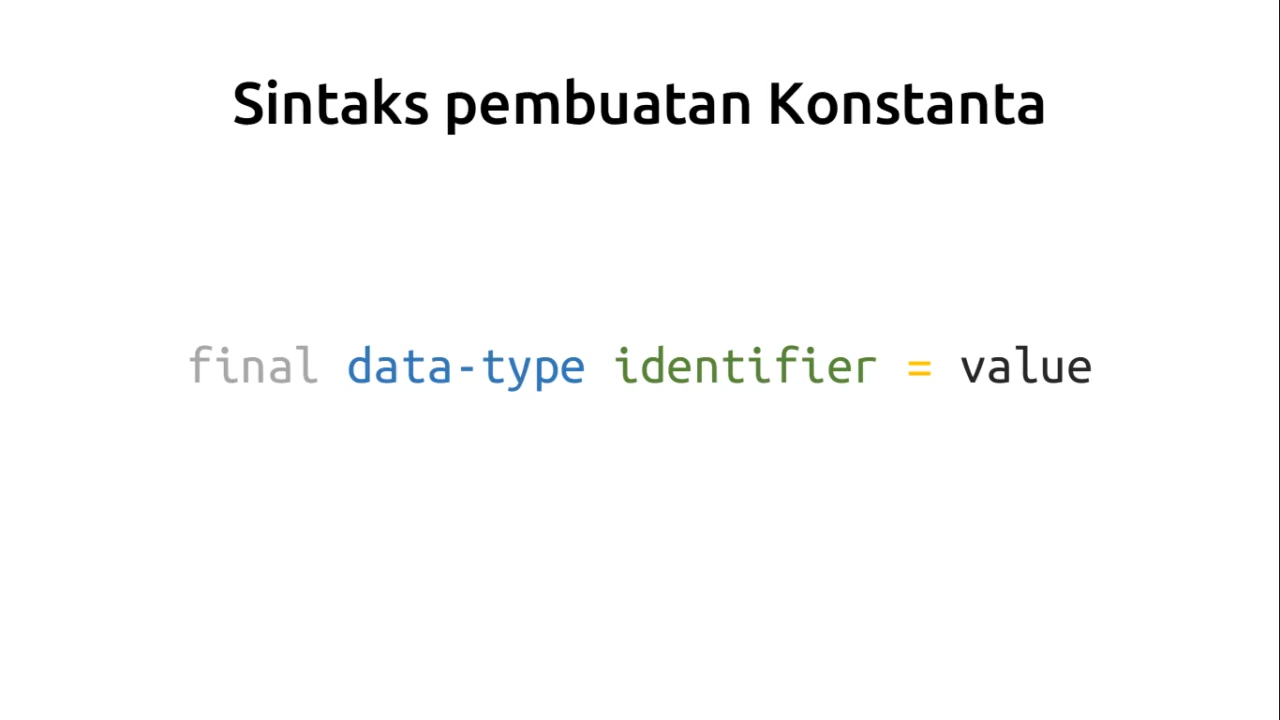 Sintaks pembuatan Konstanta
final data-type identifier = value